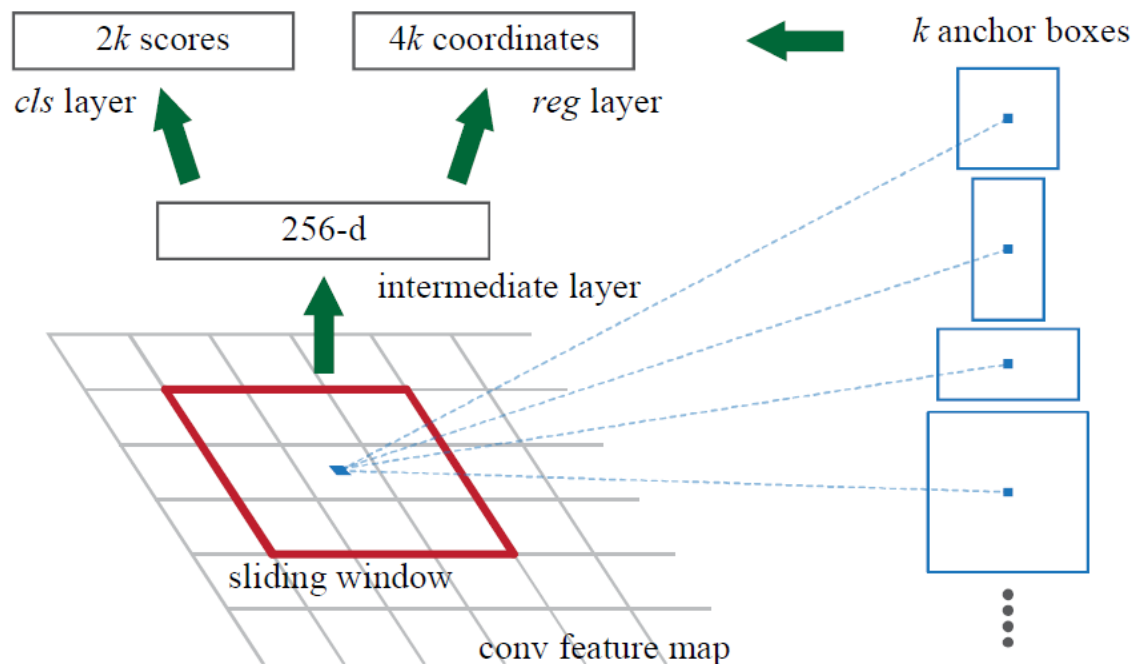 2k scores
4k coordinates
k anchor boxes
cls layer
reg layer
256-d
intermediate layer
sliding window
conv feature map